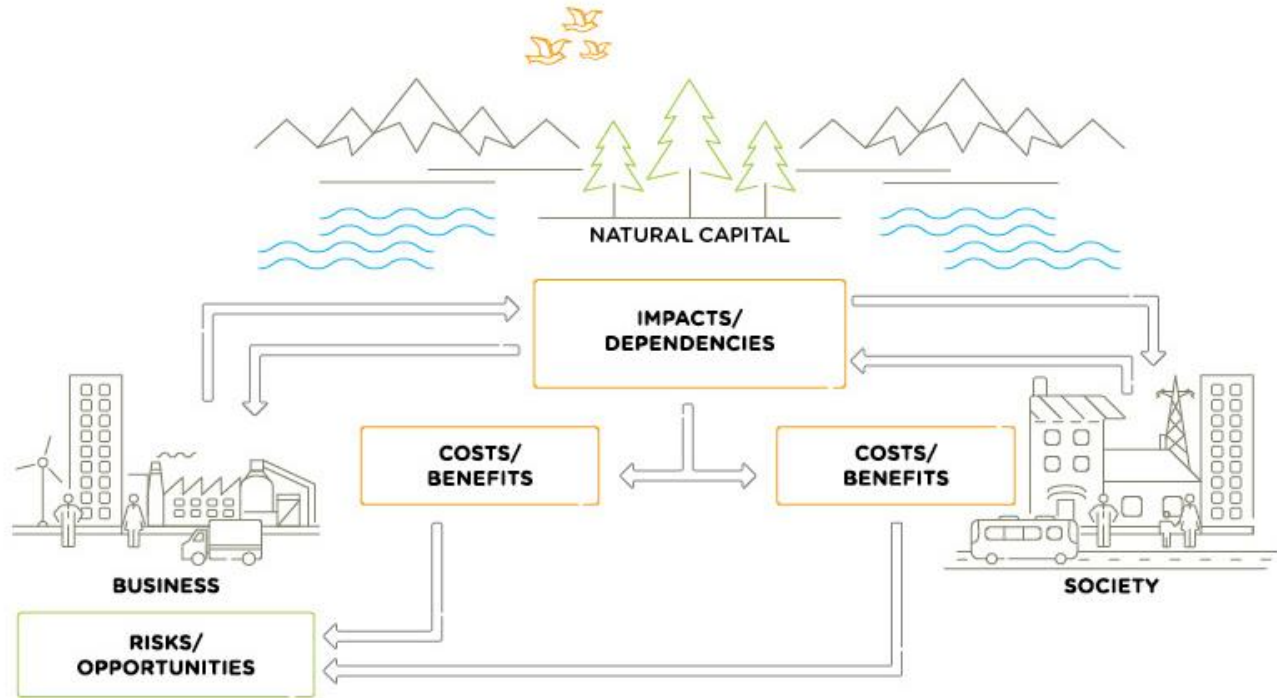 NATURAL CAPITAL
IMPACTS/
DEPENDENCIES
COSTS/
BENEFITS
COSTS/
BENEFITS
BUSINESS
SOCIETY
RISKS/
OPPORTUNITIES